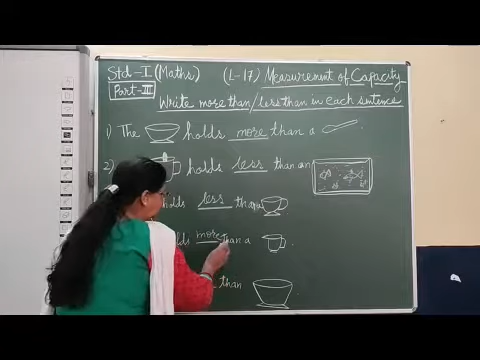 Std-I (Maths) (L-17) Measurement of Capacity
Part-III
Write more than/less than in each sentence
1) The holds more than a
2) holds less than an
holds less than
more than a
than